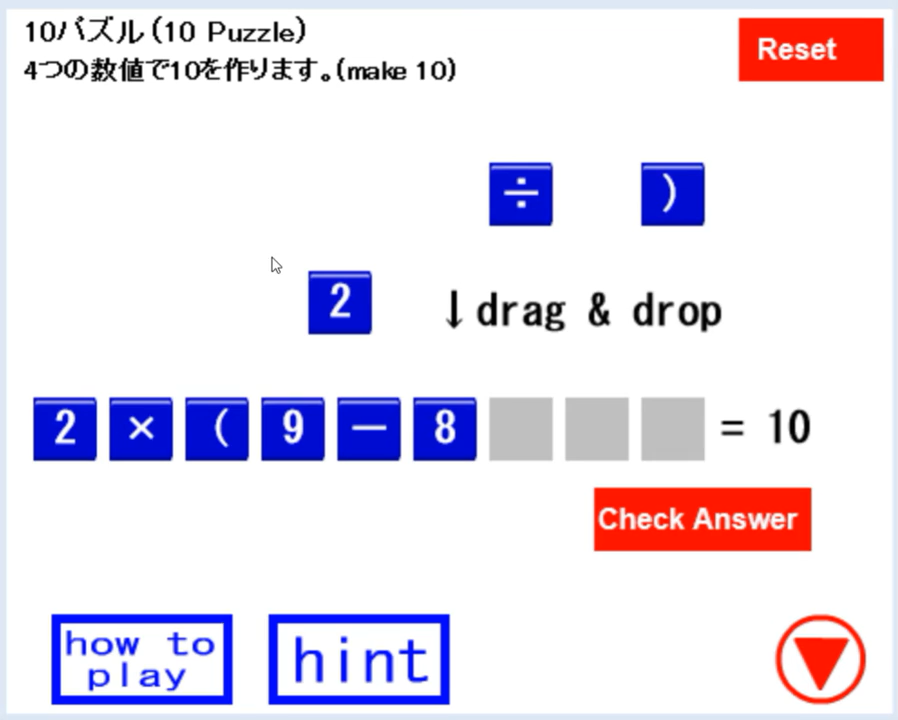 10パズル(10 Puzzle)
4つの数値で10を作ります。(make 10)
Reset
÷ )
2 ↓drag & drop
2 × ( 9 － 8 = 10
Check Answer
how to
play
hint